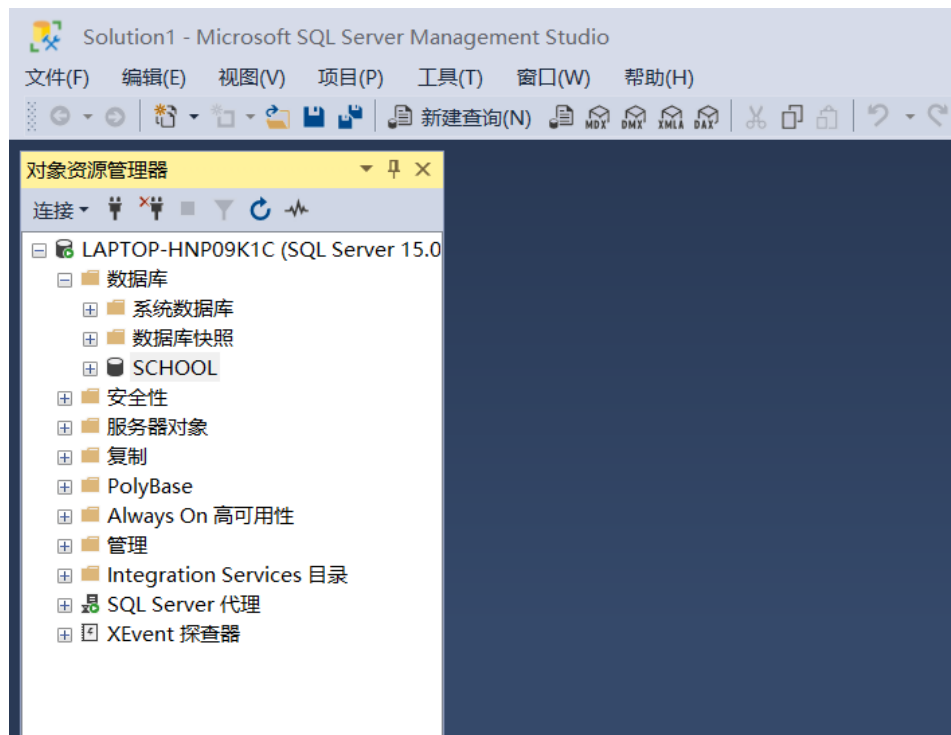 Solution1 - Microsoft SQL Server Management Studio
文件(F) 编辑(E) 视图(V) 项目(P) 工具(T) 窗口(W) 帮助(H)
新建查询(N) MDX DMX XMLA DAX
对象资源管理器
连接
LAPTOP-HNP09K1C (SQL Server 15.0
数据库
系统数据库
数据库快照
SCHOOL
安全性
服务器对象
复制
PolyBase
Always On 高可用性
管理
Integration Services 目录
SQL Server 代理
XEvent 探查器